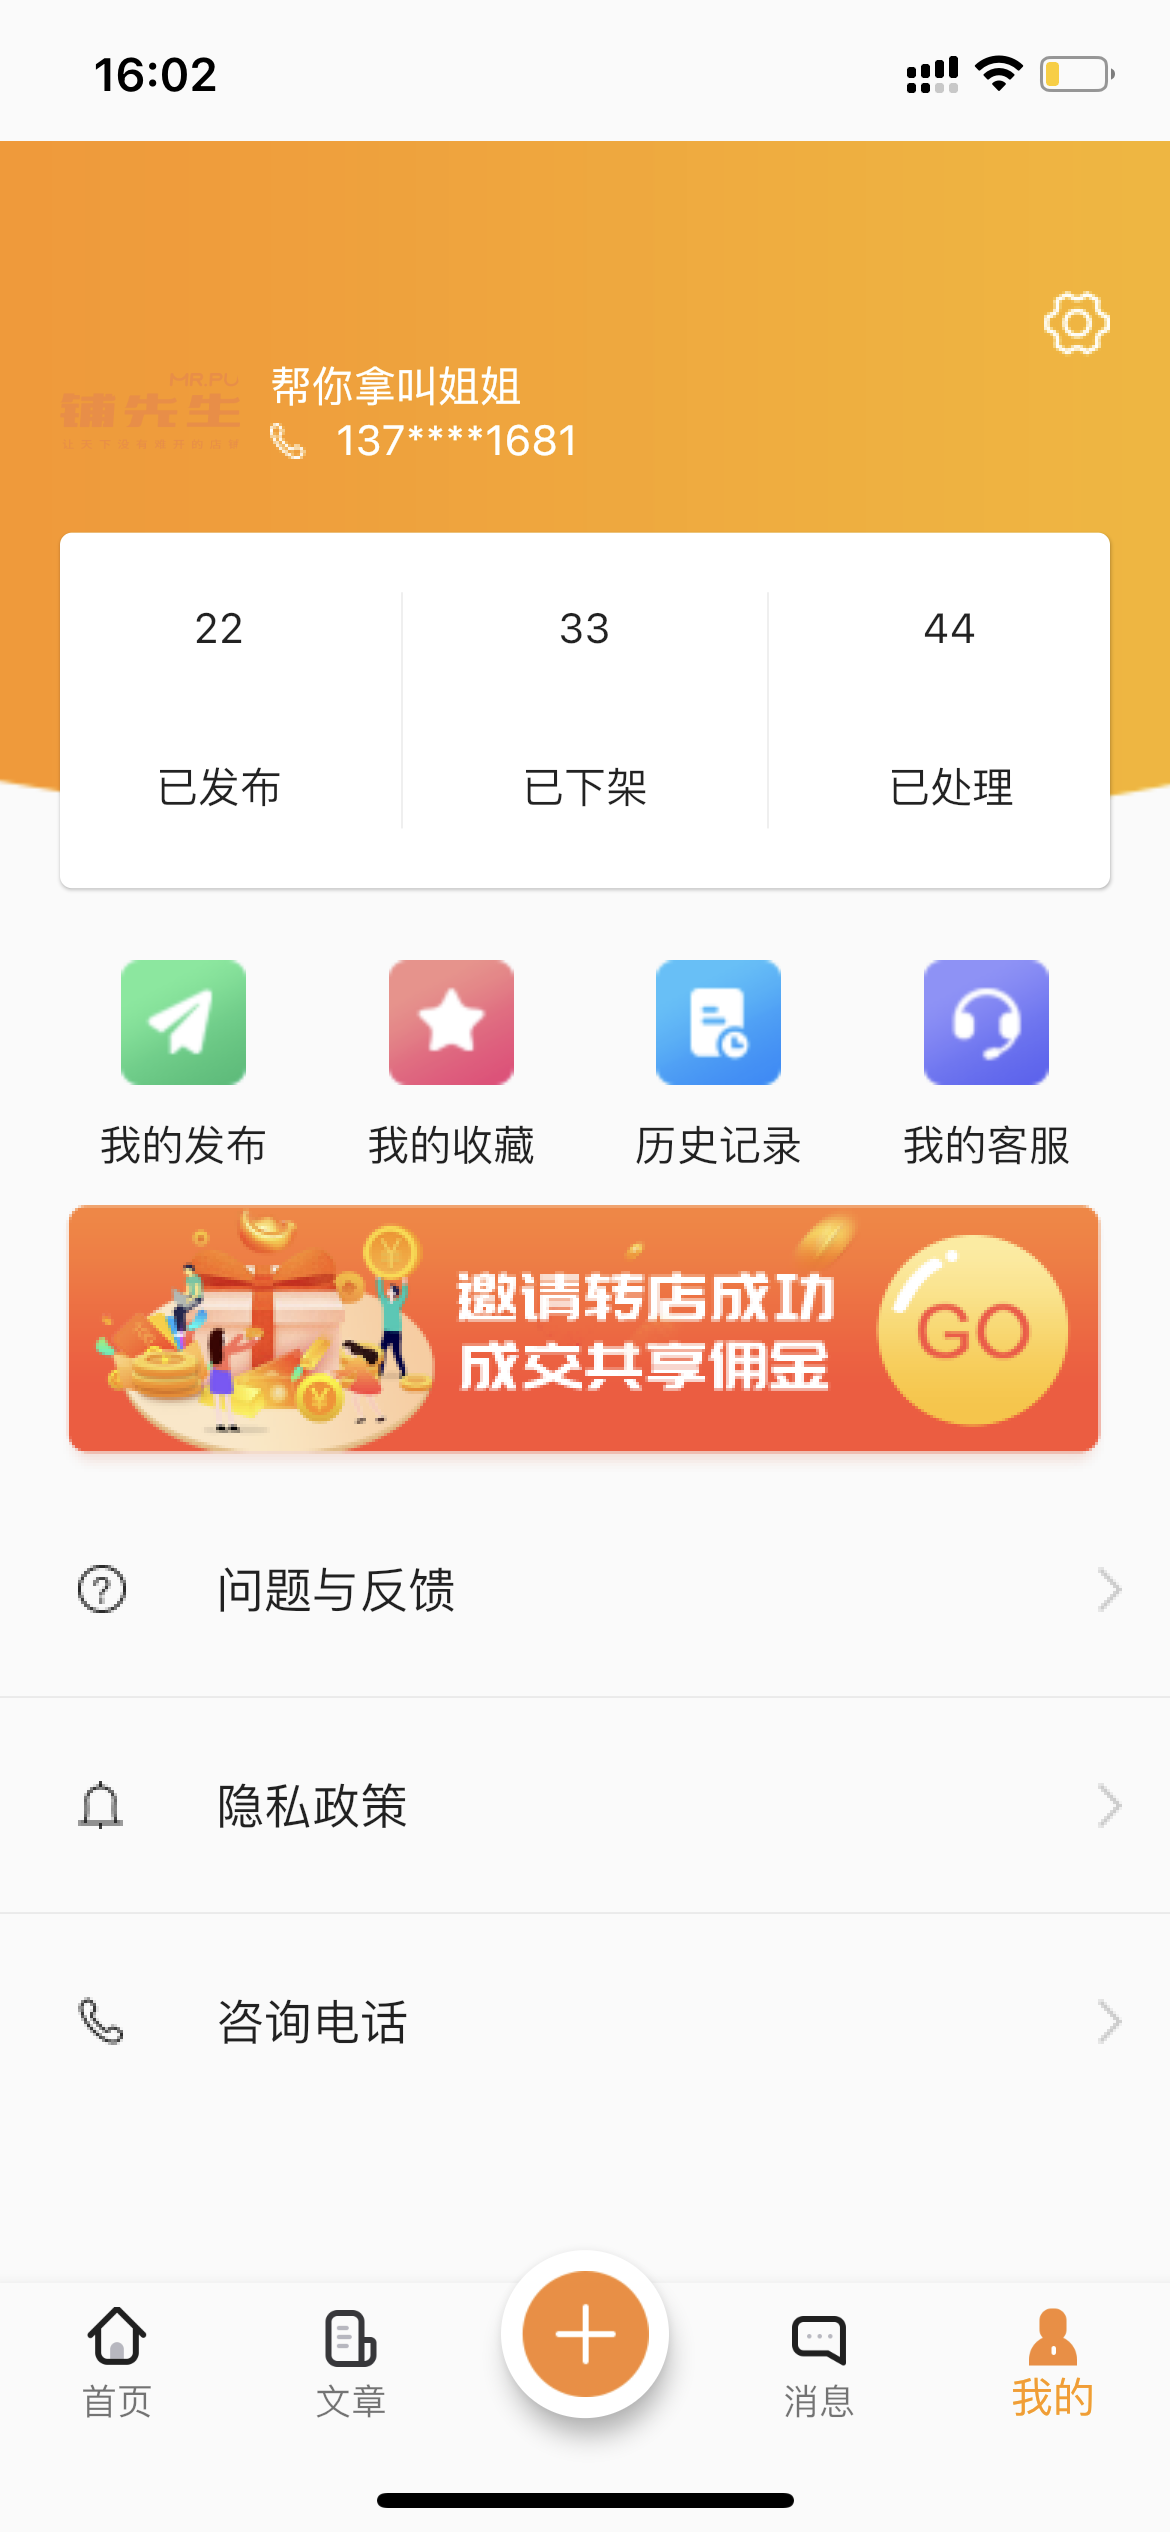 16:02
MR.PU
铺先生
帮你拿叫姐姐
137****1681
22
33
44
已发布
已下架
已处理
我的发布
我的收藏
历史记录
我的客服
邀请转店成功
成交共享佣金
GO
问题与反馈
隐私政策
咨询电话
首页
文章
消息
我的